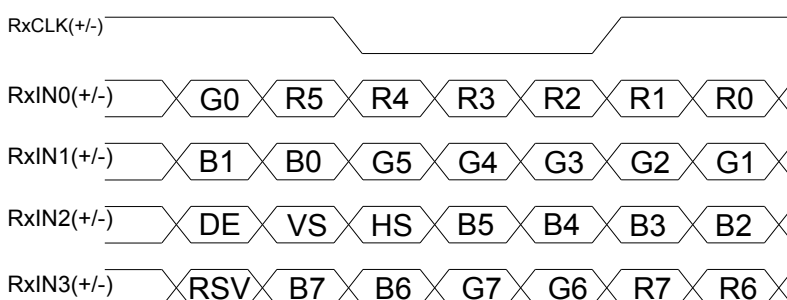 RxCLK(+/-)
RxIN0(+/-) G0 R5 R4 R3 R2 R1 R0
RxIN1(+/-) B1 B0 G5 G4 G3 G2 G1
RxIN2(+/-) DE VS HS B5 B4 B3 B2
RxIN3(+/-) RSV B7 B6 G7 G6 R7 R6